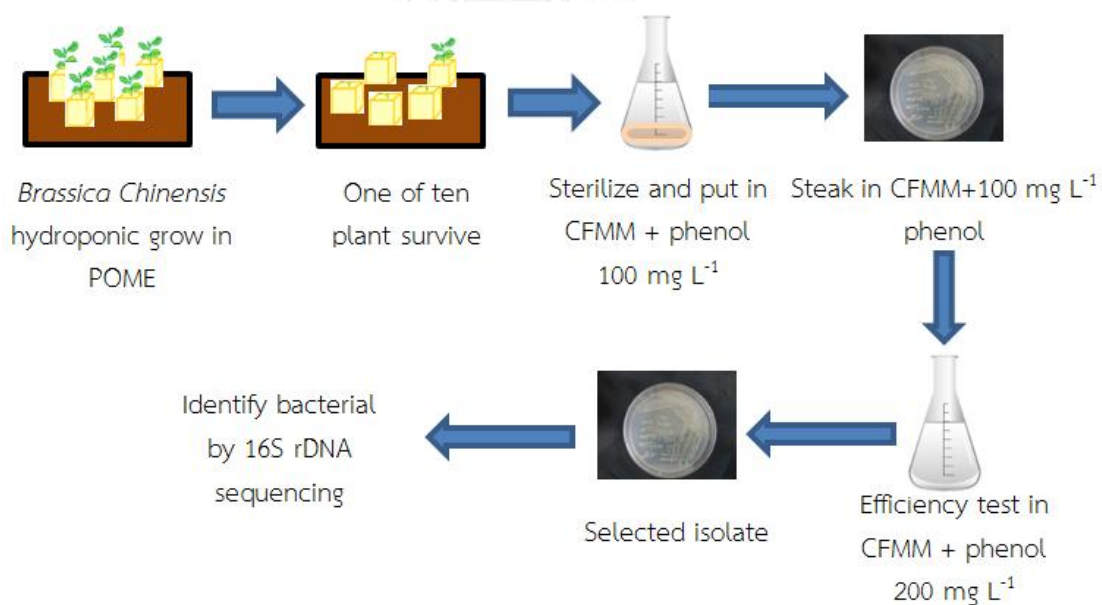 Brassica Chinensis
hydroponic grow in
POME
One of ten
plant survive
Sterilize and put in
CFMM + phenol
100 mg L⁻¹
Steak in CFMM+100 mg L⁻¹
phenol
Efficiency test in
CFMM + phenol
200 mg L⁻¹
Selected isolate
Identify bacterial
by 16S rDNA
sequencing